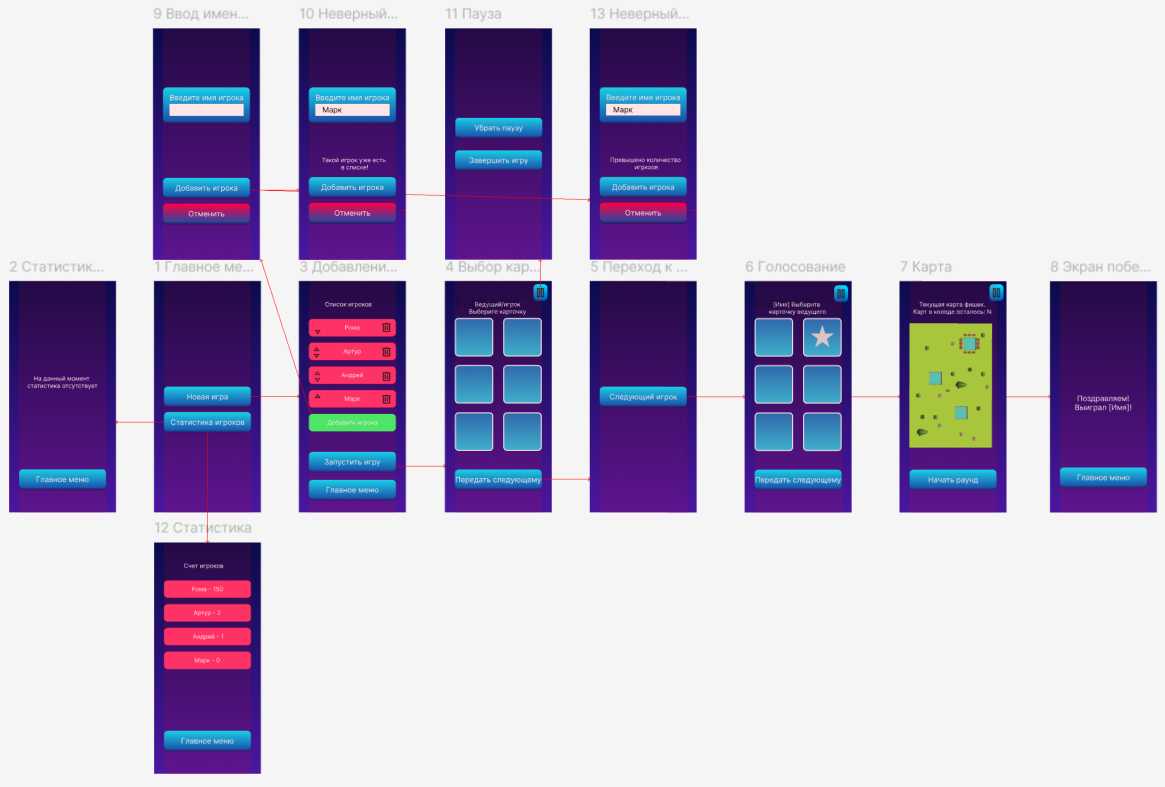 9 Ввод имен...
10 Неверный...
11 Пауза
13 Неверный...
Введите имя игрока
Добавить игрока
Отменить
Введите имя игрока
Марк
Такой игрок уже есть
в списке!
Добавить игрока
Отменить
Убрать паузу
Завершить игру
Введите имя игрока
Марк
Превышено количество
игркоов
Добавить игрока
Отменить
2 Статистик...
1 Главное ме...
3 Добавлени...
4 Выбор кар...
5 Переход к ...
6 Голосование
7 Карта
8 Экран побе...
На данный момент
статистика отсутствует
Главное меню
Новая игра
Статистика игроков
Список игроков
Рома
Артур
Андрей
Марк
Добавить игрока
Запустить игру
Главное меню
Ведущий/игрок
Выберите карточку
Передать следующему
Следующий игрок
[Имя] Выберите
карточку ведущего
Передать следующему
Текущая карта фишек.
Карт в колоде осталось: N
Начать раунд
Поздравляем!
Выиграл [Имя]!
Главное меню
12 Статистика
Счет игроков
Рома - 150
Артур - 2
Андрей - 1
Марк - 0
Главное меню